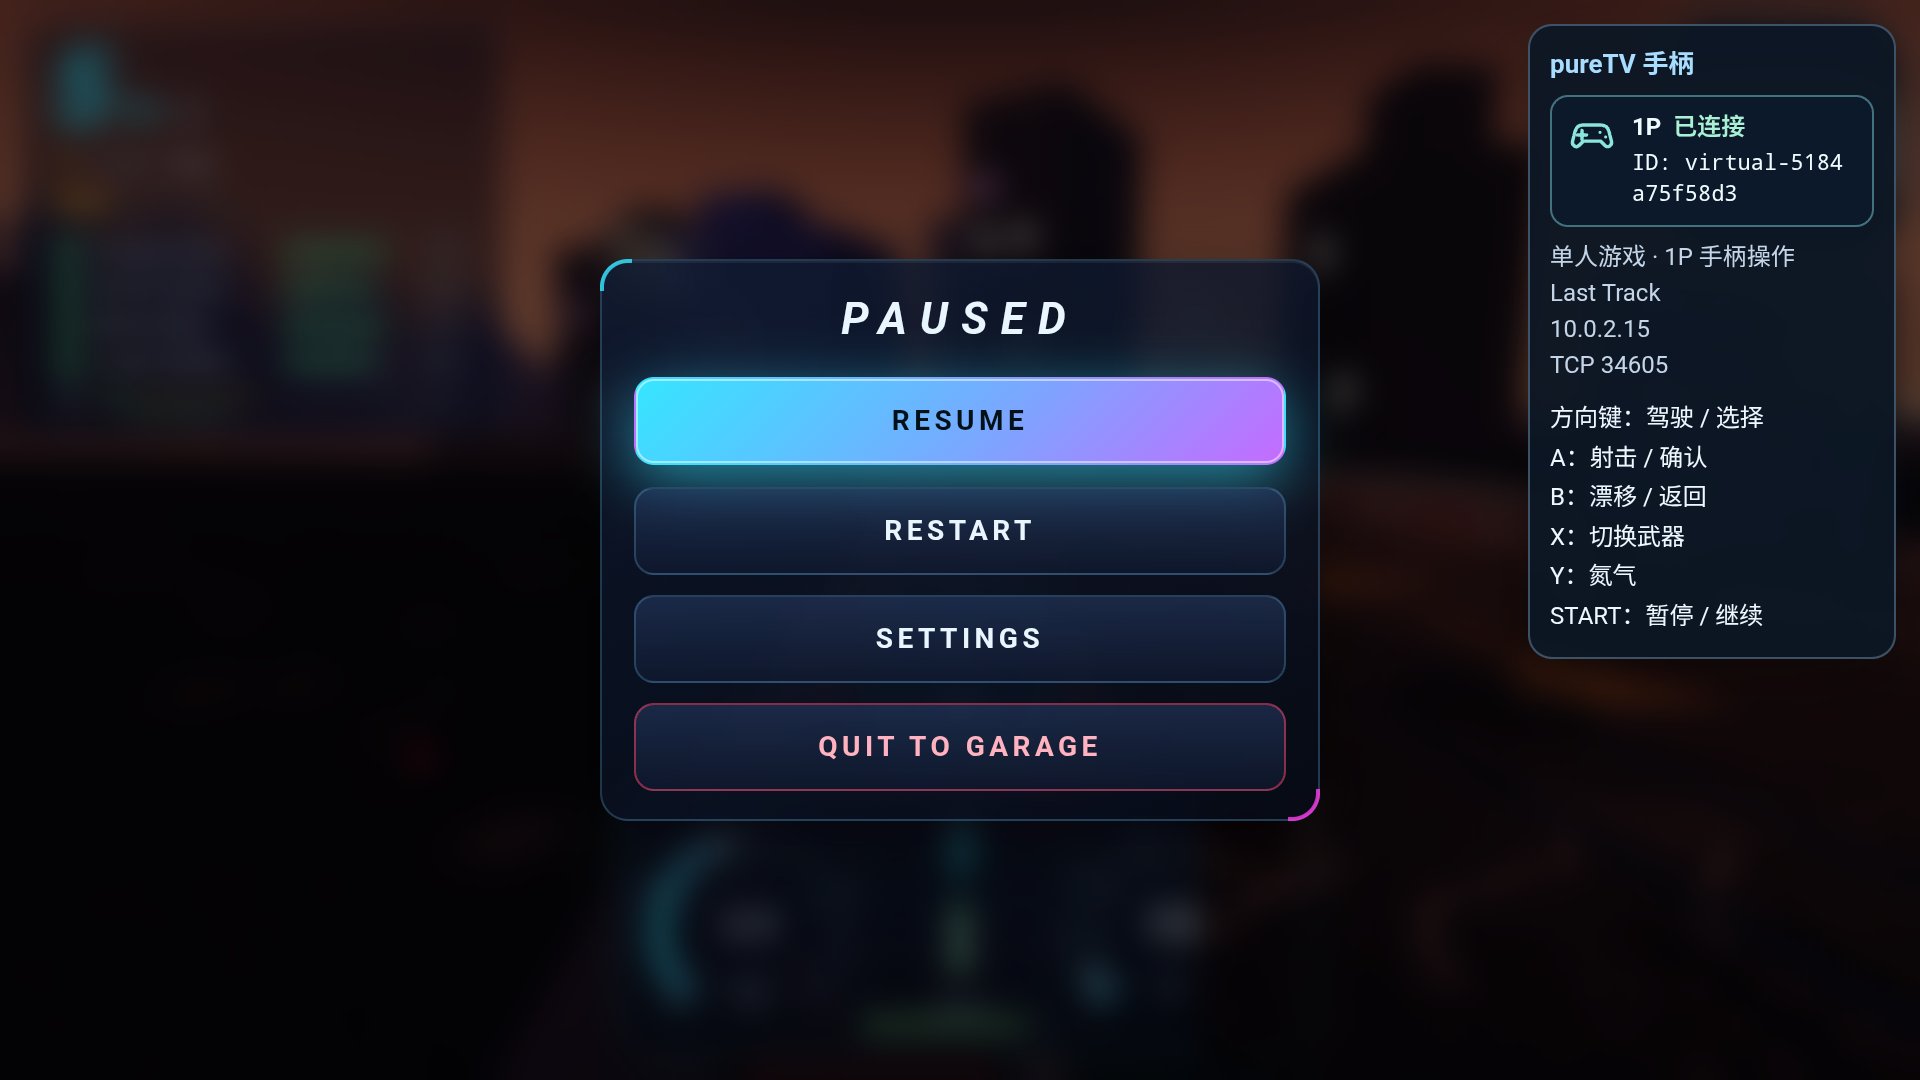 PAUSED
RESUME
RESTART
SETTINGS
QUIT TO GARAGE
pureTV 手柄
1P 已连接
ID: virtual-5184
a75f58d3
单人游戏 · 1P 手柄操作
Last Track
10.0.2.15
TCP 34605
方向键：驾驶 / 选择
A：射击 / 确认
B：漂移 / 返回
X：切换武器
Y：氮气
START：暂停 / 继续